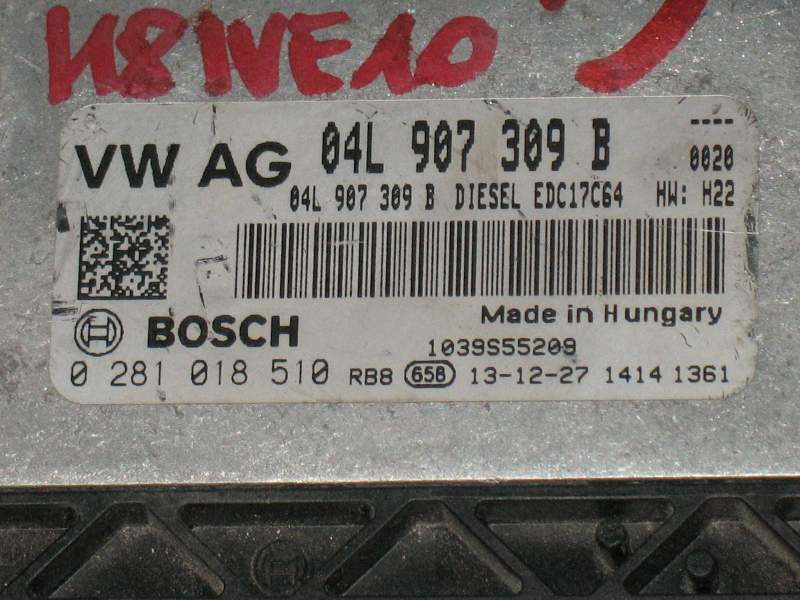 H8IVE10
VW AG 04L 907 309 B ----
0020
04L 907 309 B DIESEL EDC17C64 HW: H22
Made in Hungary
BOSCH
1039S55209
0 281 018 510 RB8 658 13-12-27 1414 1361